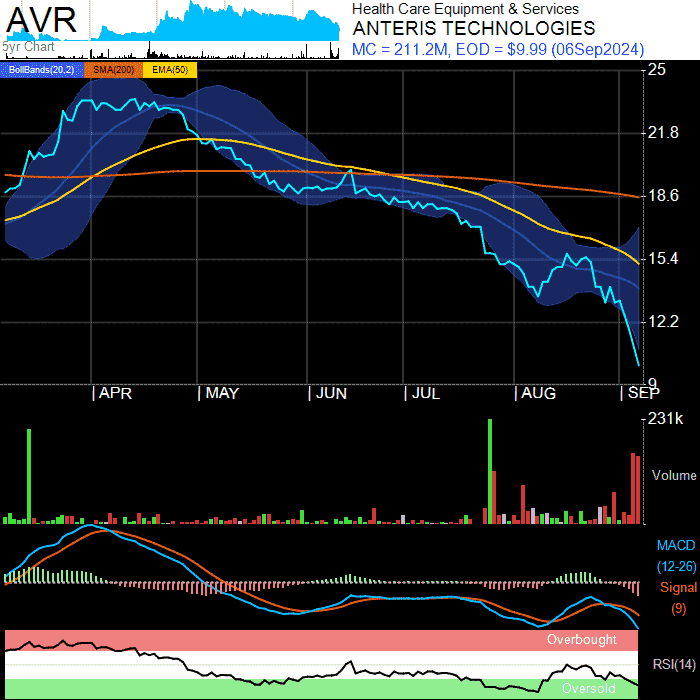 AVR
5yr Chart
Health Care Equipment & Services
ANTERIS TECHNOLOGIES
MC = 211.2M, EOD = $9.99 (06Sep2024)
BollBands(20,2) SMA(200) EMA(50)
25
21.8
18.6
15.4
12.2
9
APR MAY JUN JUL AUG SEP
231k
Volume
MACD
(12-26)
Signal
(9)
Overbought
RSI(14)
Oversold